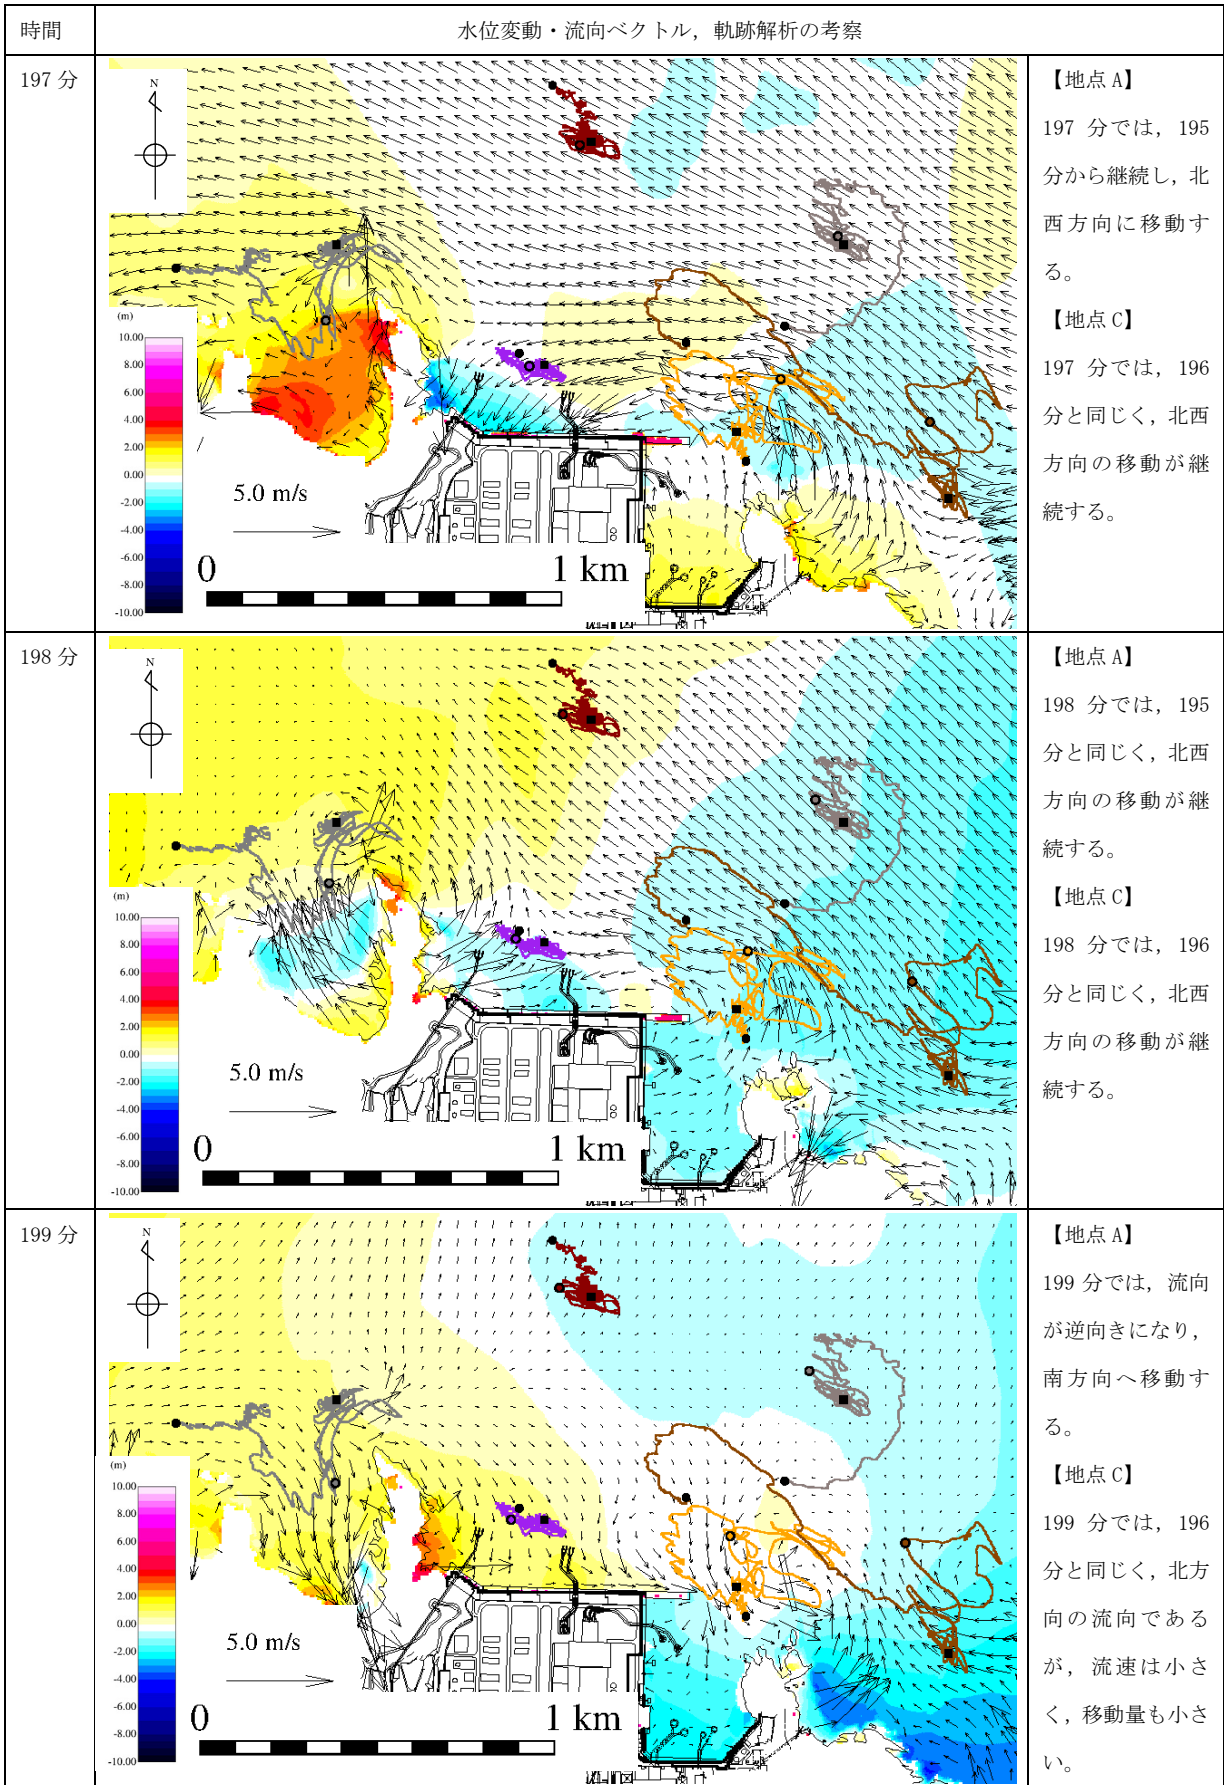 時間
水位変動・流向ベクトル，軌跡解析の考察
197 分
N
(m)
10.00
8.00
6.00
4.00
2.00
0.00
-2.00
-4.00
-6.00
-8.00
-10.00
5.0 m/s
0
1 km
【地点 A】
197 分では，195
分から継続し，北
西方向に移動す
る。
【地点 C】
197 分では，196
分と同じく，北西
方向の移動が継
続する。
198 分
N
(m)
10.00
8.00
6.00
4.00
2.00
0.00
-2.00
-4.00
-6.00
-8.00
-10.00
5.0 m/s
0
1 km
【地点 A】
198 分では，195
分と同じく，北西
方向の移動が継
続する。
【地点 C】
198 分では，196
分と同じく，北西
方向の移動が継
続する。
199 分
N
(m)
10.00
8.00
6.00
4.00
2.00
0.00
-2.00
-4.00
-6.00
-8.00
-10.00
5.0 m/s
0
1 km
【地点 A】
199 分では，流向
が逆向きになり，
南方向へ移動す
る。
【地点 C】
199 分では，196
分と同じく，北方
向の流向である
が，流速は小さ
く，移動量も小さ
い。